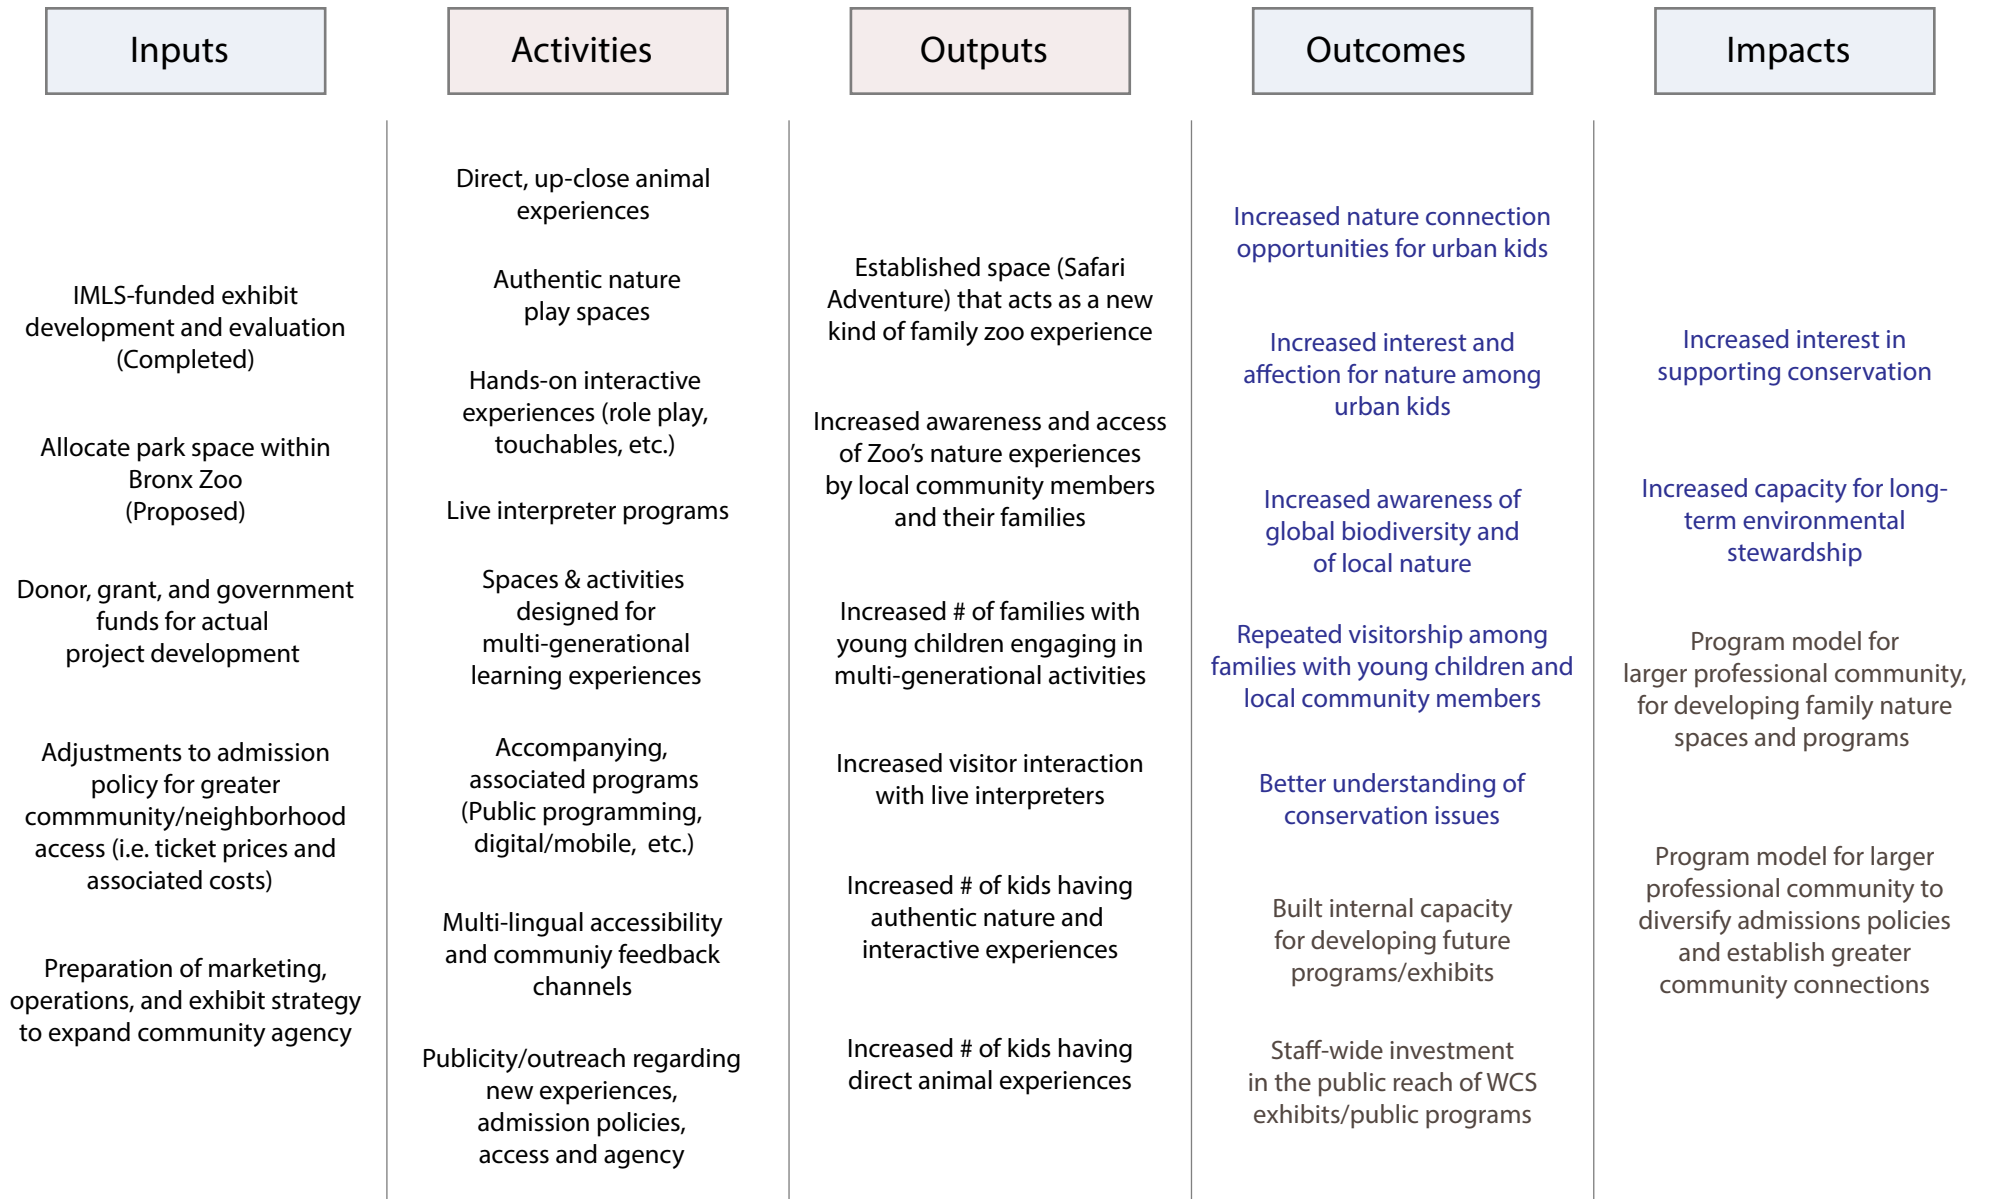 Inputs
Activities
Outputs
Outcomes
Impacts
IMLS-funded exhibit
development and evaluation
(Completed)
Allocate park space within
Bronx Zoo
(Proposed)
Donor, grant, and government
funds for actual
project development
Adjustments to admission
policy for greater
commmunity/neighborhood
access (i.e. ticket prices and
associated costs)
Preparation of marketing,
operations, and exhibit strategy
to expand community agency
Direct, up-close animal
experiences
Authentic nature
play spaces
Hands-on interactive
experiences (role play,
touchables, etc.)
Live interpreter programs
Spaces & activities
designed for
multi-generational
learning experiences
Accompanying,
associated programs
(Public programming,
digital/mobile,  etc.)
Multi-lingual accessibility
and communiy feedback
channels
Publicity/outreach regarding
new experiences,
admission policies,
access and agency
Established space (Safari
Adventure) that acts as a new
kind of family zoo experience
Increased awareness and access
of Zoo’s nature experiences
by local community members
and their families
Increased # of families with
young children engaging in
multi-generational activities
Increased visitor interaction
with live interpreters
Increased # of kids having
authentic nature and
interactive experiences
Increased # of kids having
direct animal experiences
Increased nature connection
opportunities for urban kids
Increased interest and
affection for nature among
urban kids
Increased awareness of
global biodiversity and
of local nature
Repeated visitorship among
families with young children and
local community members
Better understanding of
conservation issues
Built internal capacity
for developing future
programs/exhibits
Staff-wide investment
in the public reach of WCS
exhibits/public programs
Increased interest in
supporting conservation
Increased capacity for long-
term environmental
stewardship
Program model for
larger professional community,
for developing family nature
spaces and programs
Program model for larger
professional community to
diversify admissions policies
and establish greater
community connections